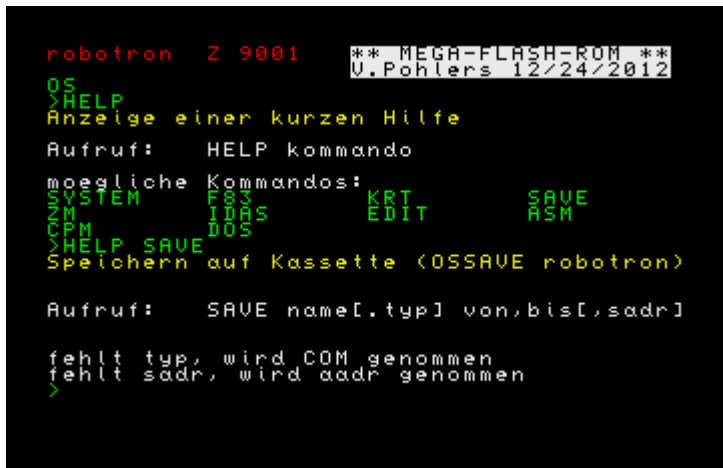 robotron Z 9001 ** MEGA-FLASH-ROM **
V.Pohlers 12/24/2012
OS
>HELP
Anzeige einer kurzen Hilfe
Aufruf: HELP kommando
moegliche Kommandos:
SYSTEM F83 KRT SAVE
ZM IDAS EDIT ASM
CPM DOS
>HELP SAVE
Speichern auf Kassette (OSSAVE robotron)
Aufruf: SAVE name[.typ] von,bis[,sadr]
fehlt typ, wird COM genommen
fehlt sadr, wird aadr genommen
>